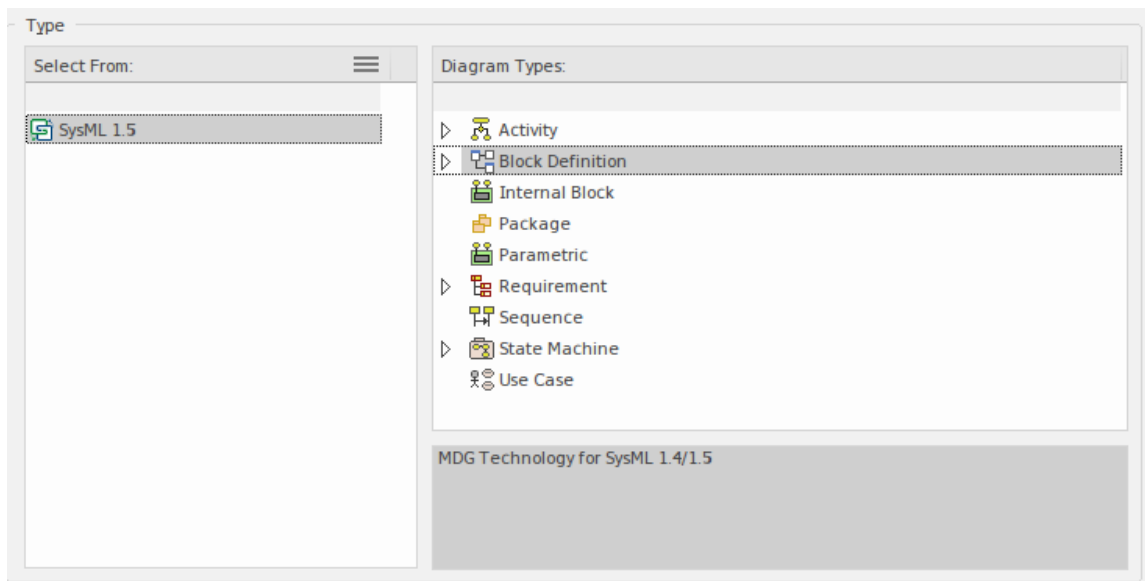 Type
Select From:
SysML 1.5
Diagram Types:
Activity
Block Definition
Internal Block
Package
Parametric
Requirement
Sequence
State Machine
Use Case
MDG Technology for SysML 1.4/1.5